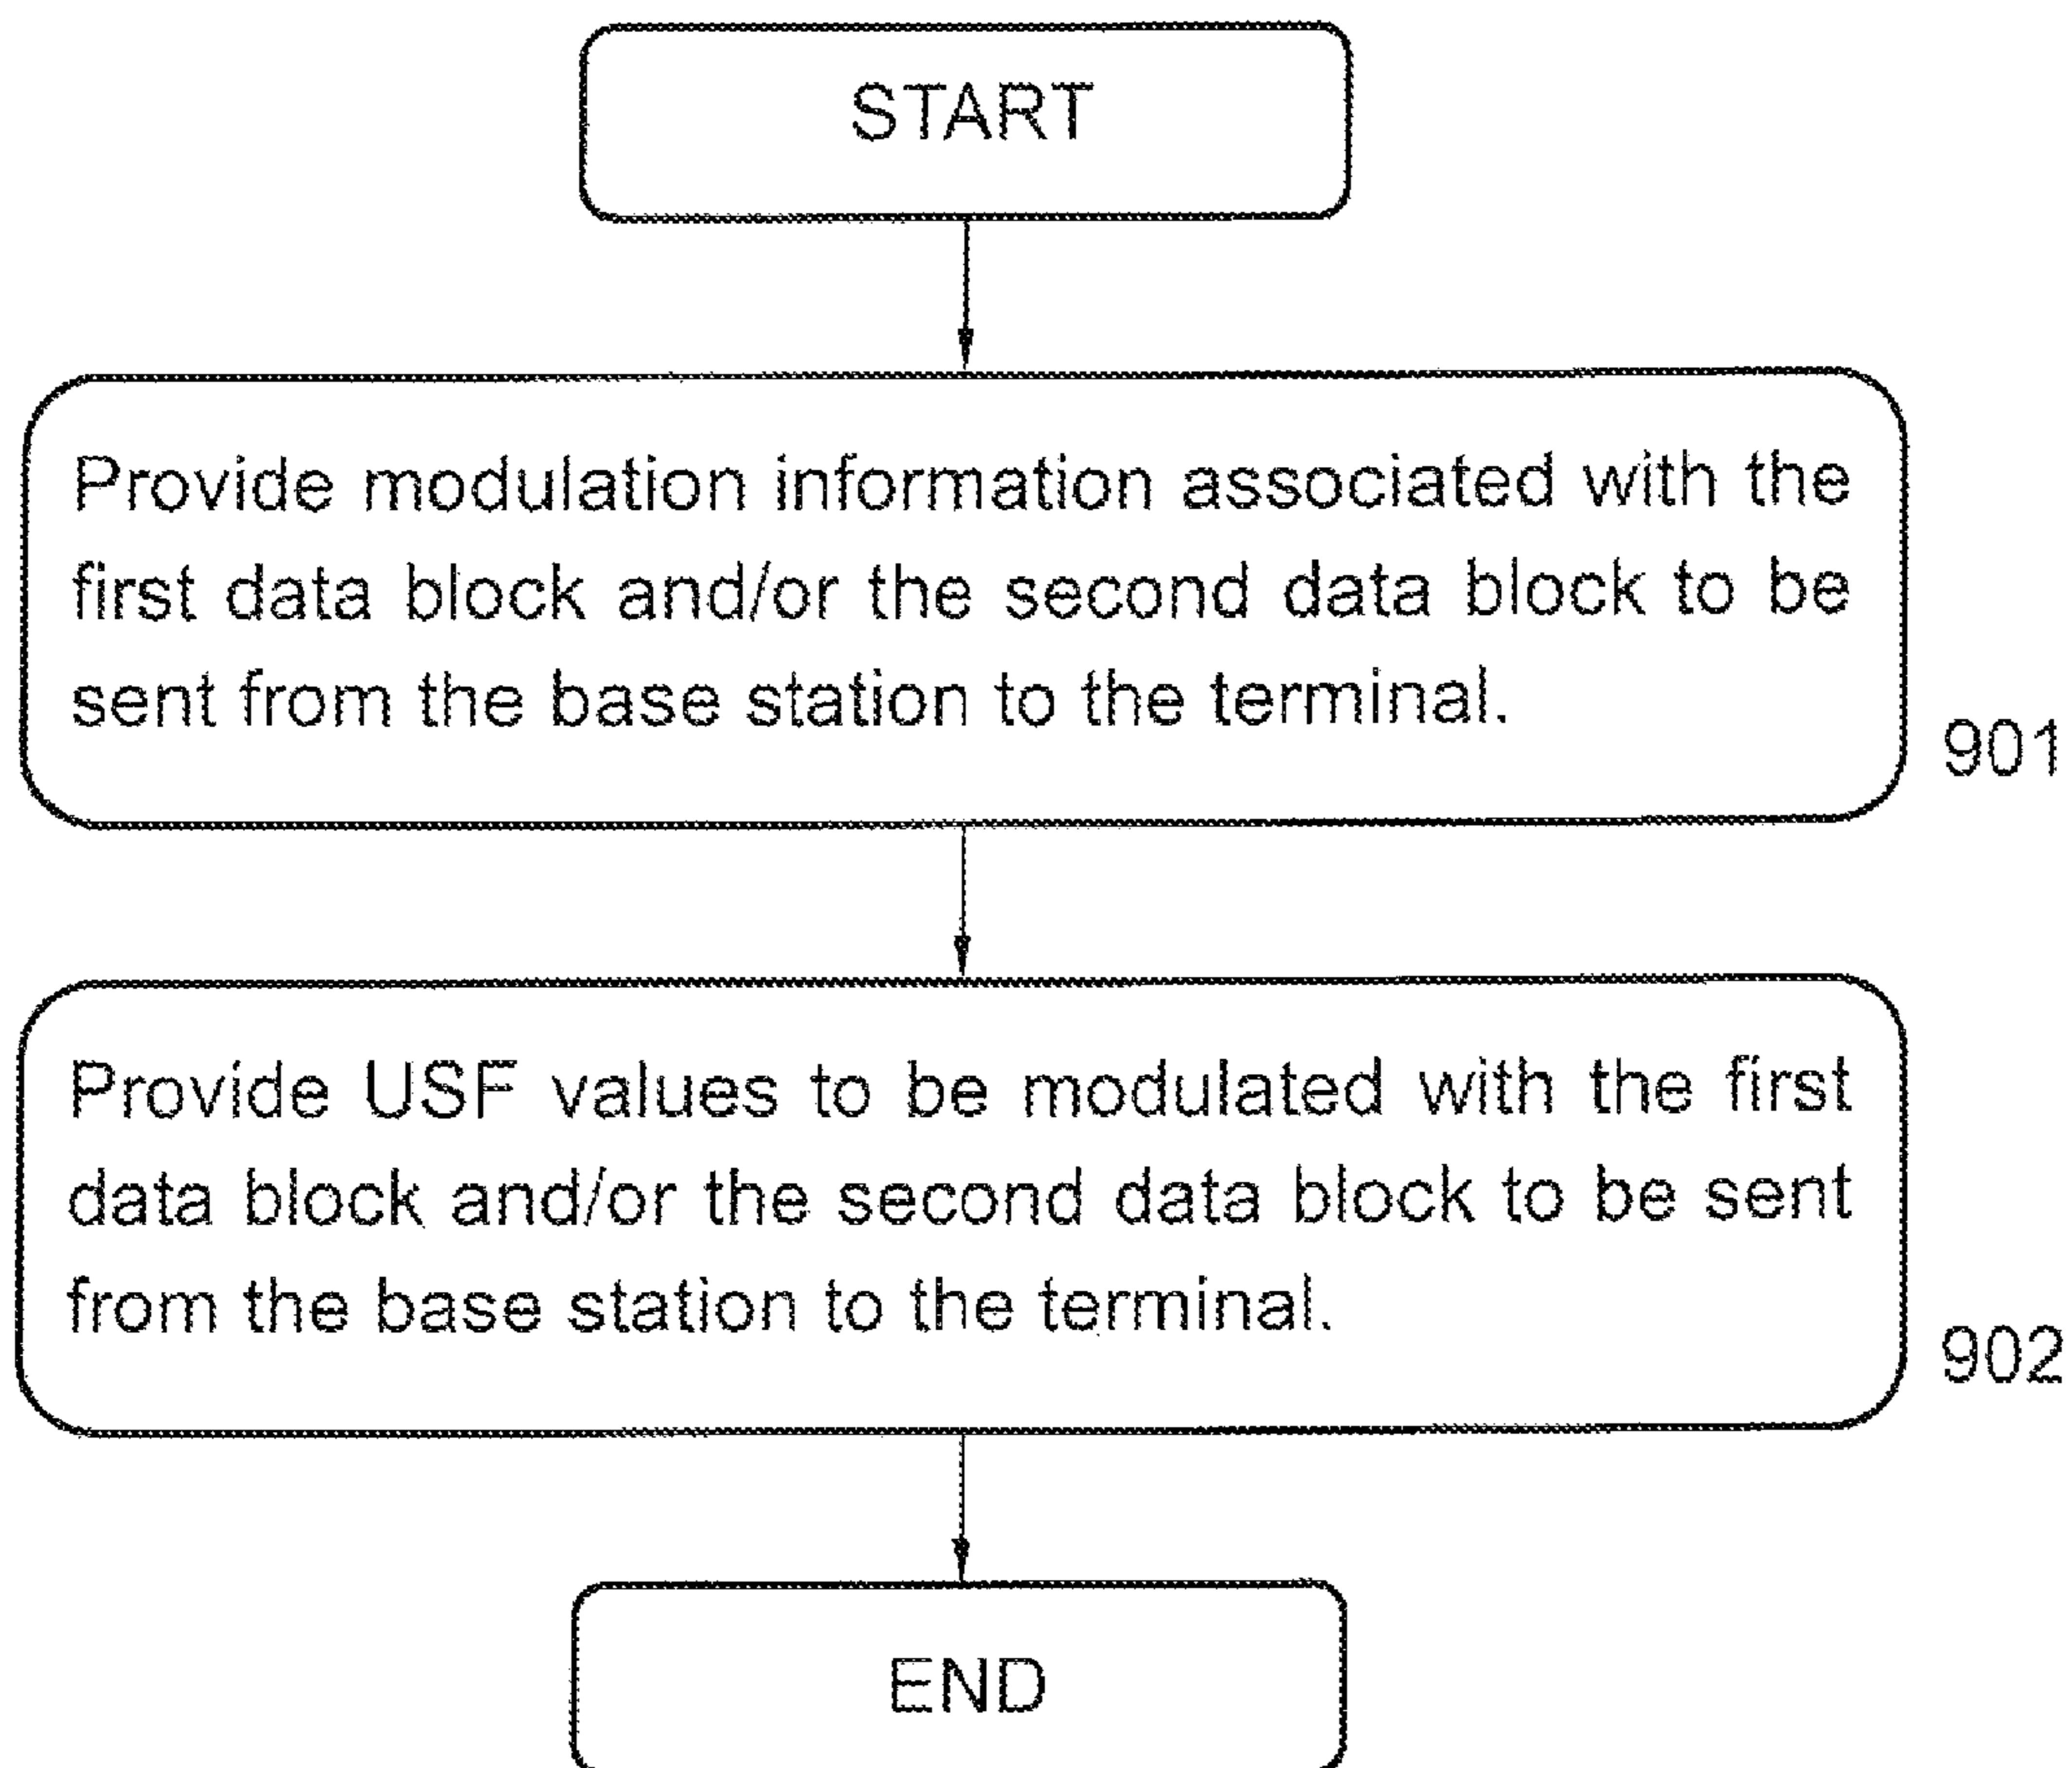 START
Provide modulation information associated with the
first data block and/or the second data block to be
sent from the base station to the terminal.
901
Provide USF values to be modulated with the first
data block and/or the second data block to be sent
from the base station to the terminal.
902
END